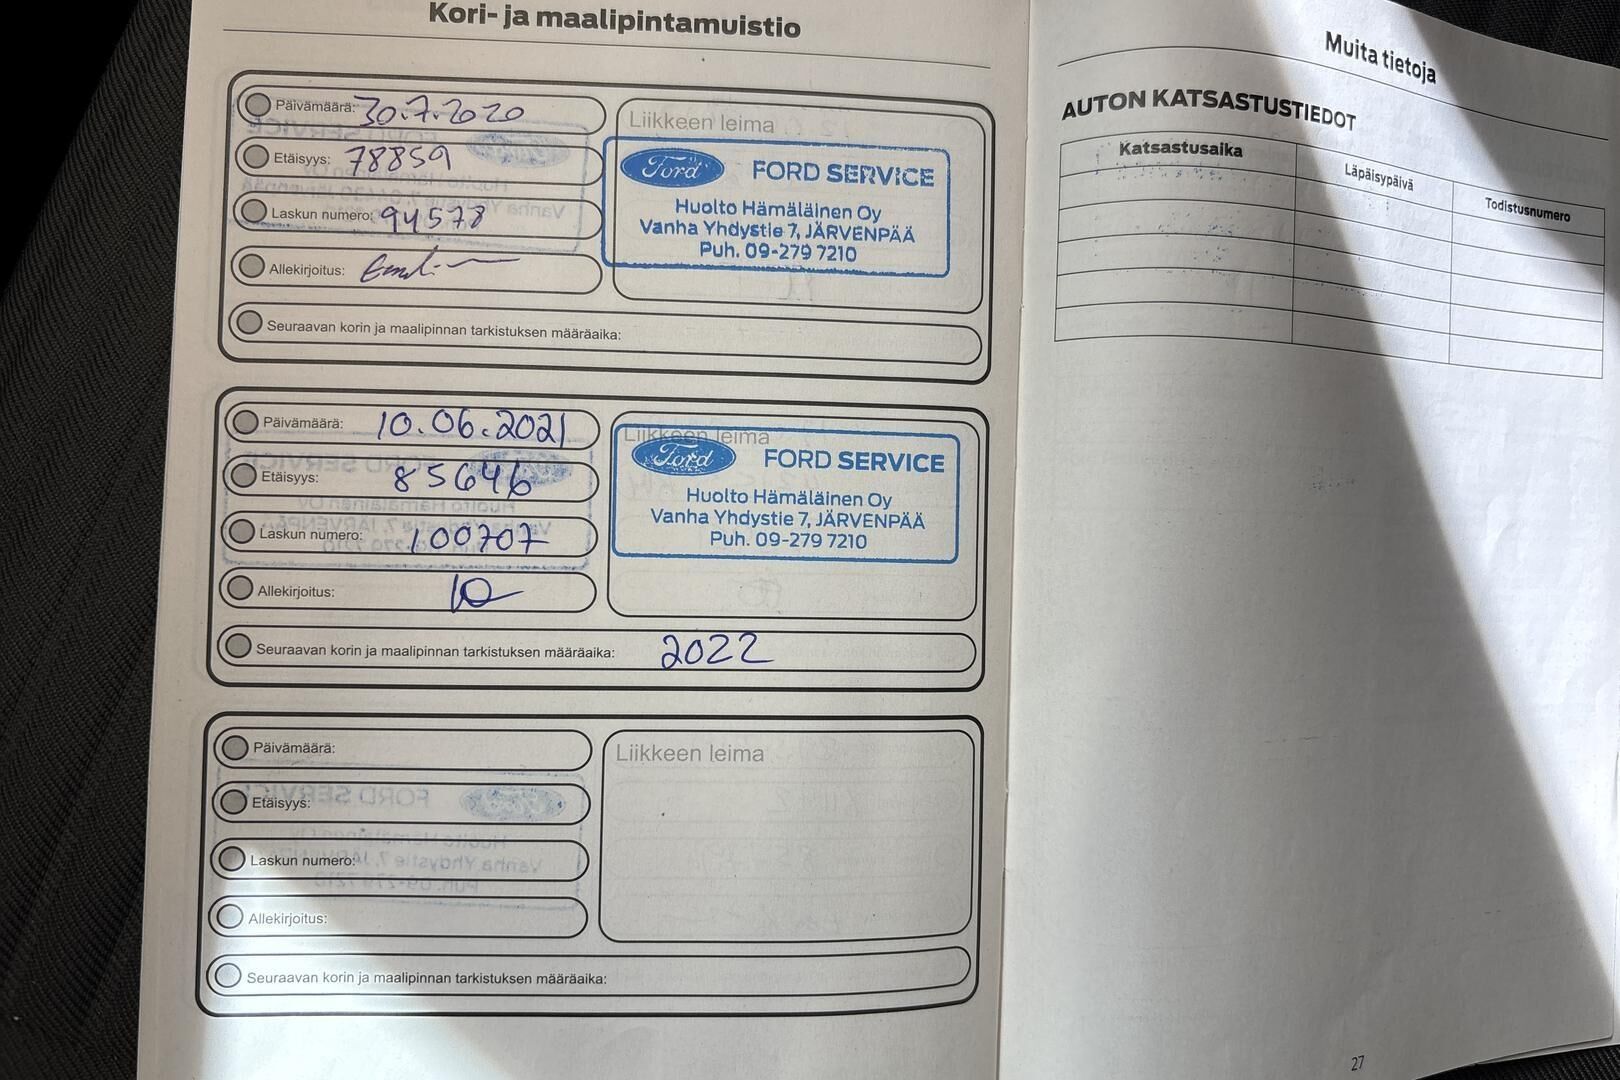 Kori- ja maalipintamuistio
Päivämäärä: 30.7.2020
Etäisyys: 78859
Laskun numero: 94578
Allekirjoitus:
Liikkeen leima
Ford FORD SERVICE
Huolto Hämäläinen Oy
Vanha Yhdystie 7, JÄRVENPÄÄ
Puh. 09-279 7210
Seuraavan korin ja maalipinnan tarkistuksen määräaika:
Päivämäärä: 10.06.2021
Etäisyys: 85646
Laskun numero: 100707
Allekirjoitus:
Liikkeen leima
Ford FORD SERVICE
Huolto Hämäläinen Oy
Vanha Yhdystie 7, JÄRVENPÄÄ
Puh. 09-279 7210
Seuraavan korin ja maalipinnan tarkistuksen määräaika: 2022
Päivämäärä:
Etäisyys:
Laskun numero:
Allekirjoitus:
Liikkeen leima
Seuraavan korin ja maalipinnan tarkistuksen määräaika:
Muita tietoja
AUTON KATSASTUSTIEDOT
Katsastusaika Läpäisypäivä Todistusnumero
27